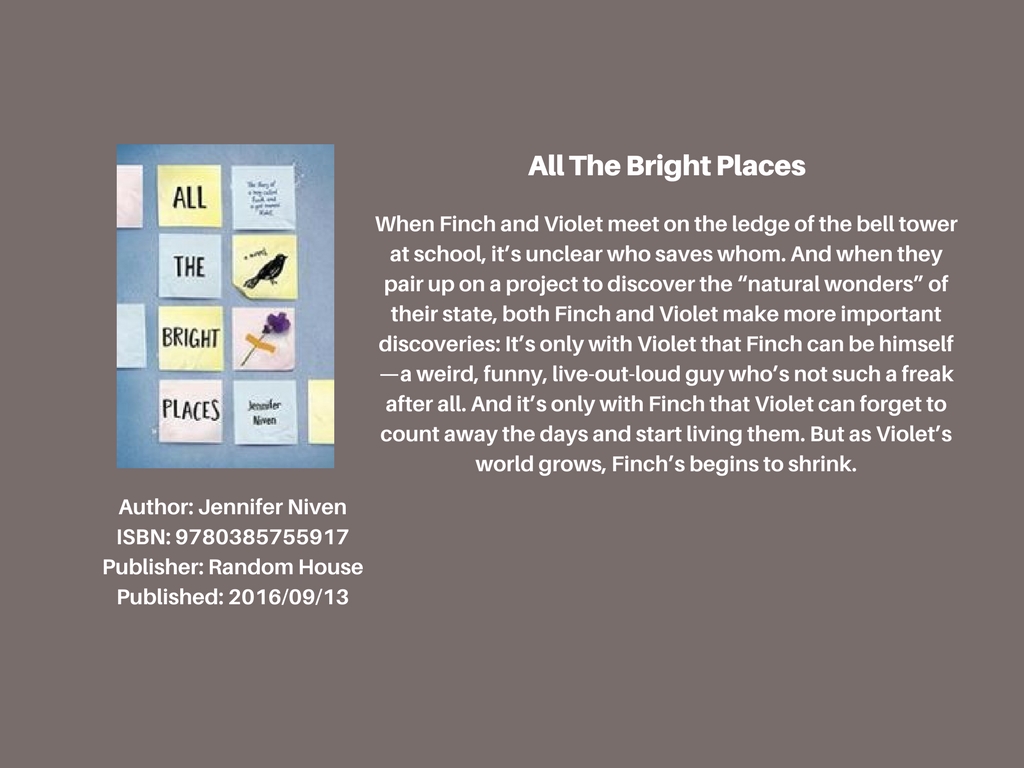 ALL
The Story of
a boy called
Finch and
a girl named
Violet.
THE
a novel
BRIGHT
PLACES
Jennifer
Niven
All The Bright Places
When Finch and Violet meet on the ledge of the bell tower
at school, it’s unclear who saves whom. And when they
pair up on a project to discover the “natural wonders” of
their state, both Finch and Violet make more important
discoveries: It’s only with Violet that Finch can be himself
—a weird, funny, live-out-loud guy who’s not such a freak
after all. And it’s only with Finch that Violet can forget to
count away the days and start living them. But as Violet’s
world grows, Finch’s begins to shrink.
Author: Jennifer Niven
ISBN: 9780385755917
Publisher: Random House
Published: 2016/09/13